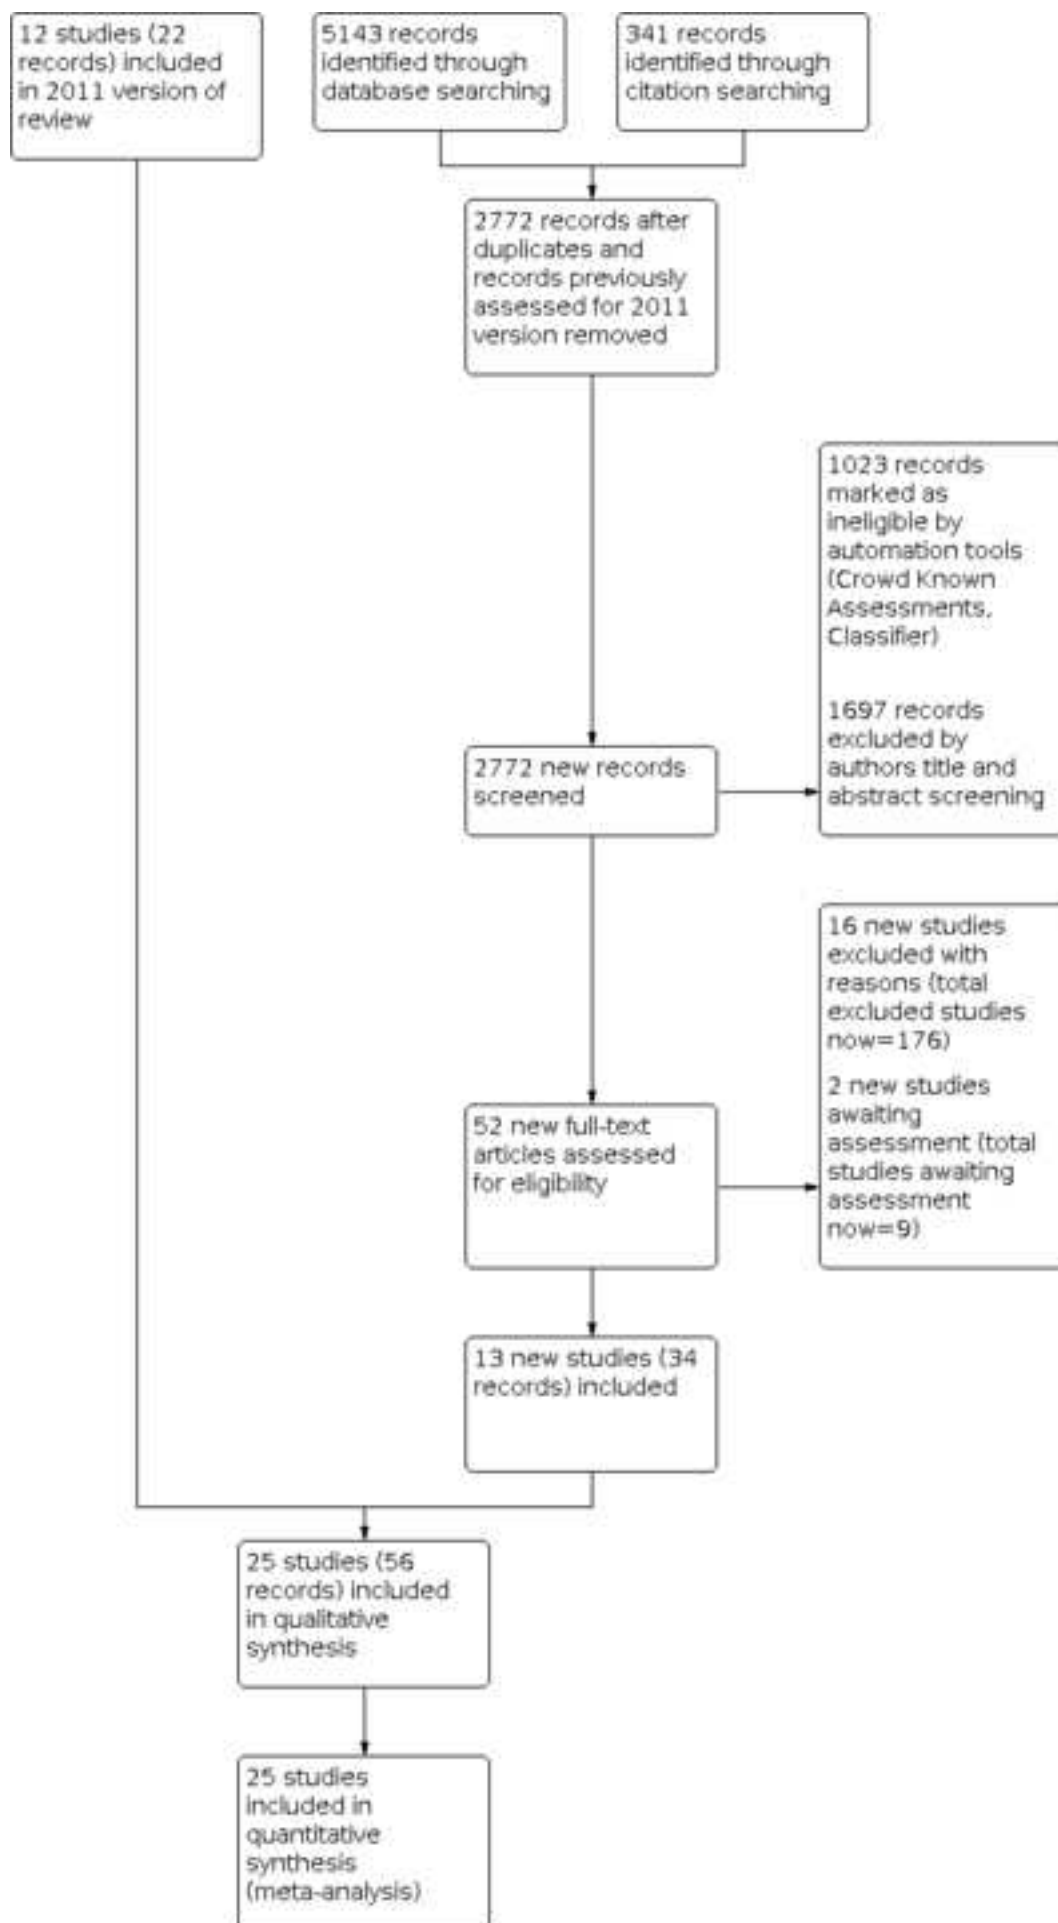 12 studies (22
records) included
in 2011 version of
review
5143 records
identified through
database searching
341 records
identified through
citation searching
2772 records after
duplicates and
records previously
assessed for 2011
version removed
1023 records
marked as
ineligible by
automation tools
(Crowd Known
Assessments,
Classifier)
1697 records
excluded by
authors title and
abstract screening
2772 new records
screened
16 new studies
excluded with
reasons (total
excluded studies
now=176)
2 new studies
awaiting
assessment (total
studies awaiting
assessment
now=9)
52 new full-text
articles assessed
for eligibility
13 new studies (34
records) included
25 studies (56
records) included
in qualitative
synthesis
25 studies
included in
quantitative
synthesis
(meta-analysis)